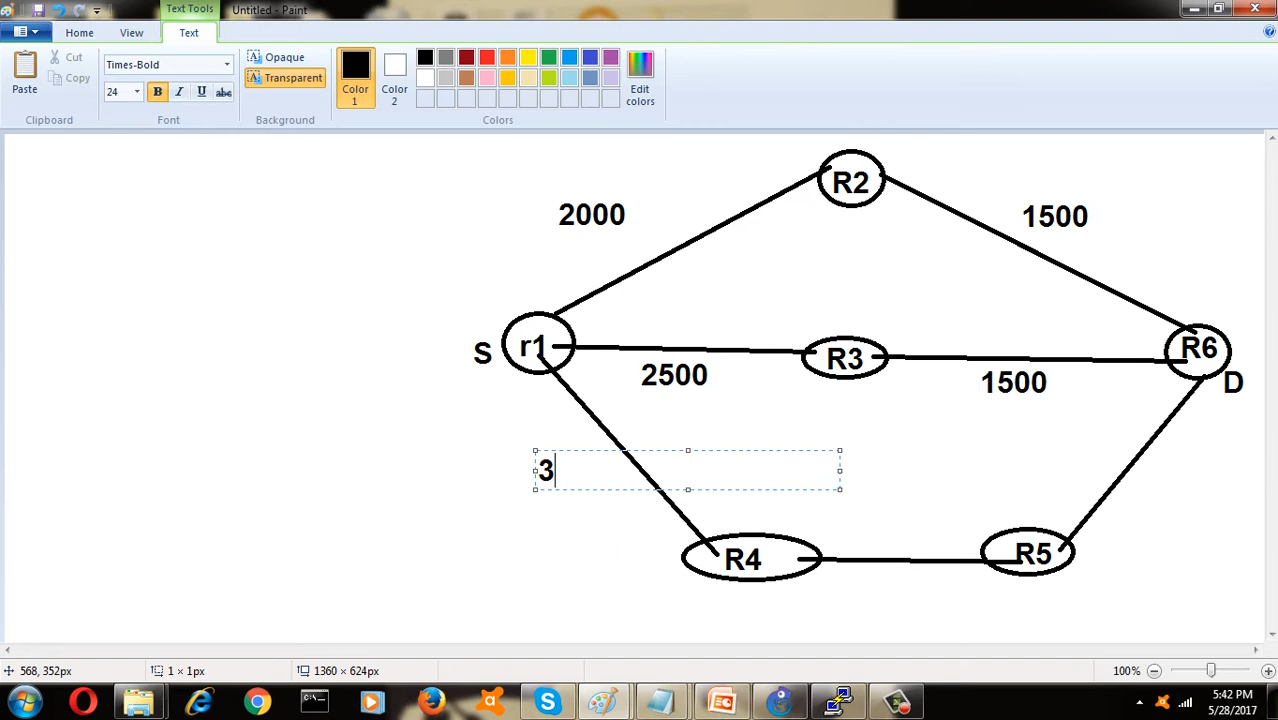 Text Tools
Untitled - Paint
Home
View
Text
Paste
Cut
Copy
Clipboard
Times-Bold
24
B
I
U
abc
Font
Opaque
Transparent
Background
Color
1
Color
2
Edit
colors
Colors
R2
2000
1500
S
r1
2500
R3
1500
R6
D
3
R4
R5
568, 352px
1 × 1px
1360 × 624px
100%
5:42 PM
5/28/2017